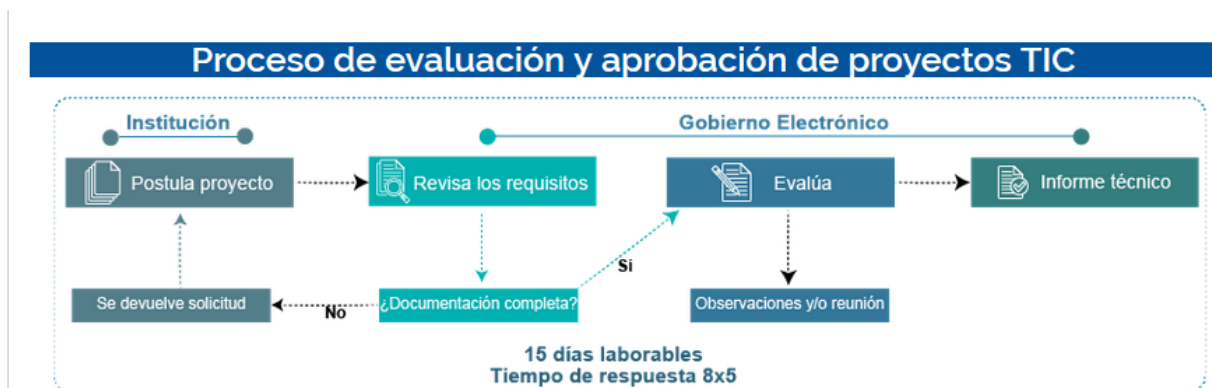 Proceso de evaluación y aprobación de proyectos TIC
Institución
Gobierno Electrónico
Postula proyecto
Revisa los requisitos
Evalúa
Informe técnico
Sí
Se devuelve solicitud
No
¿Documentación completa?
Observaciones y/o reunión
15 días laborables
Tiempo de respuesta 8x5